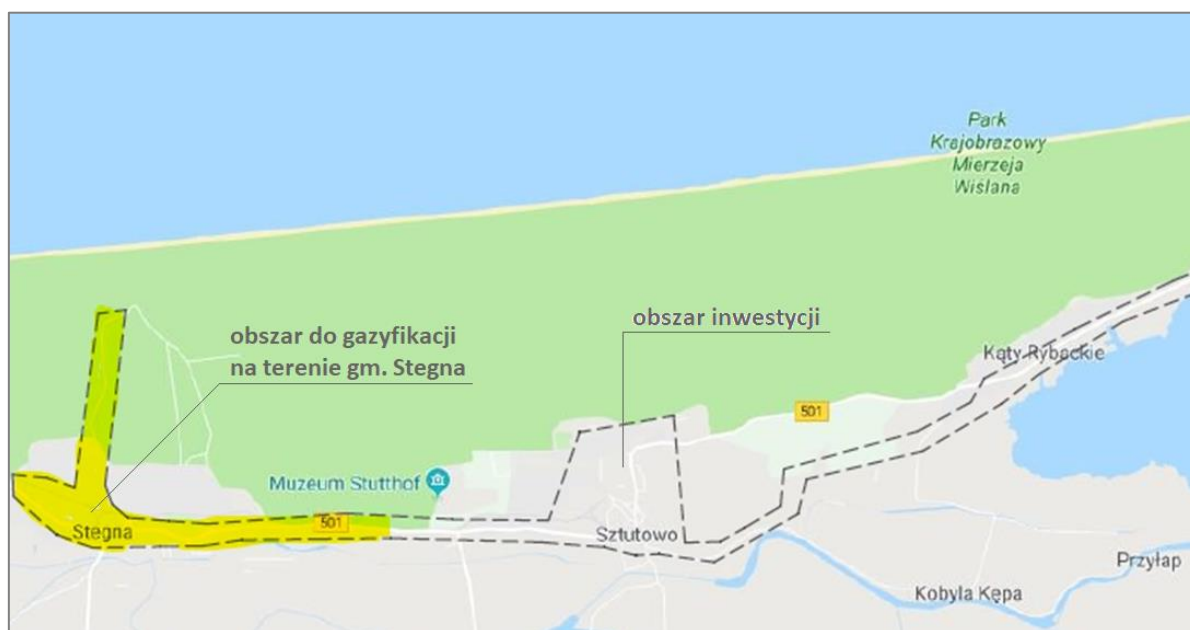 Park
Krajobrazowy
Mierzeja
Wiślana
obszar do gazyfikacji
na terenie gm. Stegna
obszar inwestycji
Kąty Rybackie
501
Muzeum Stutthof
501
Stegna
Sztutowo
Przyłap
Kobyla Kępa